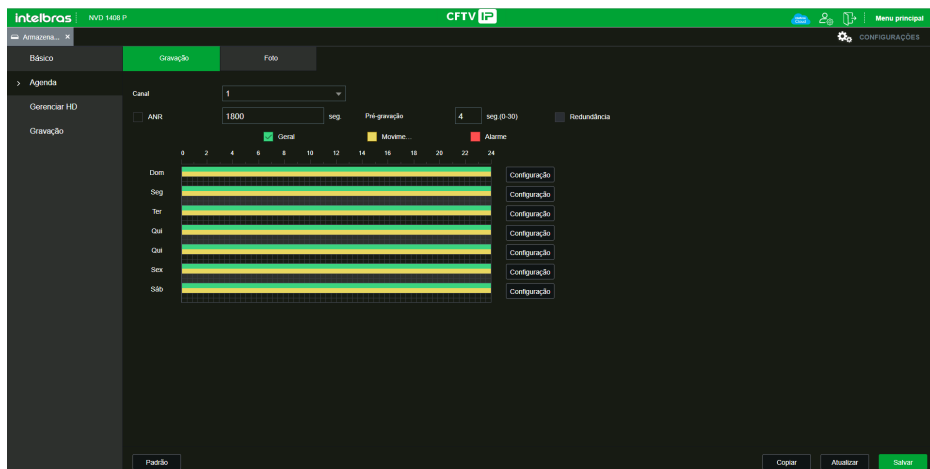 intelbras NVD 1408 P CFTV IP Menu principal
Armazena... × CONFIGURAÇÕES
Básico Gravação Foto
> Agenda
Canal 1
Gerenciar HD
ANR 1800 seg. Pré-gravação 4 seg.(0-30) Redundância
Gravação
Geral Movime... Alarme
0 2 4 6 8 10 12 14 16 18 20 22 24
Dom Configuração
Seg Configuração
Ter Configuração
Qui Configuração
Qui Configuração
Sex Configuração
Sáb Configuração
Padrão Copiar Atualizar Salvar